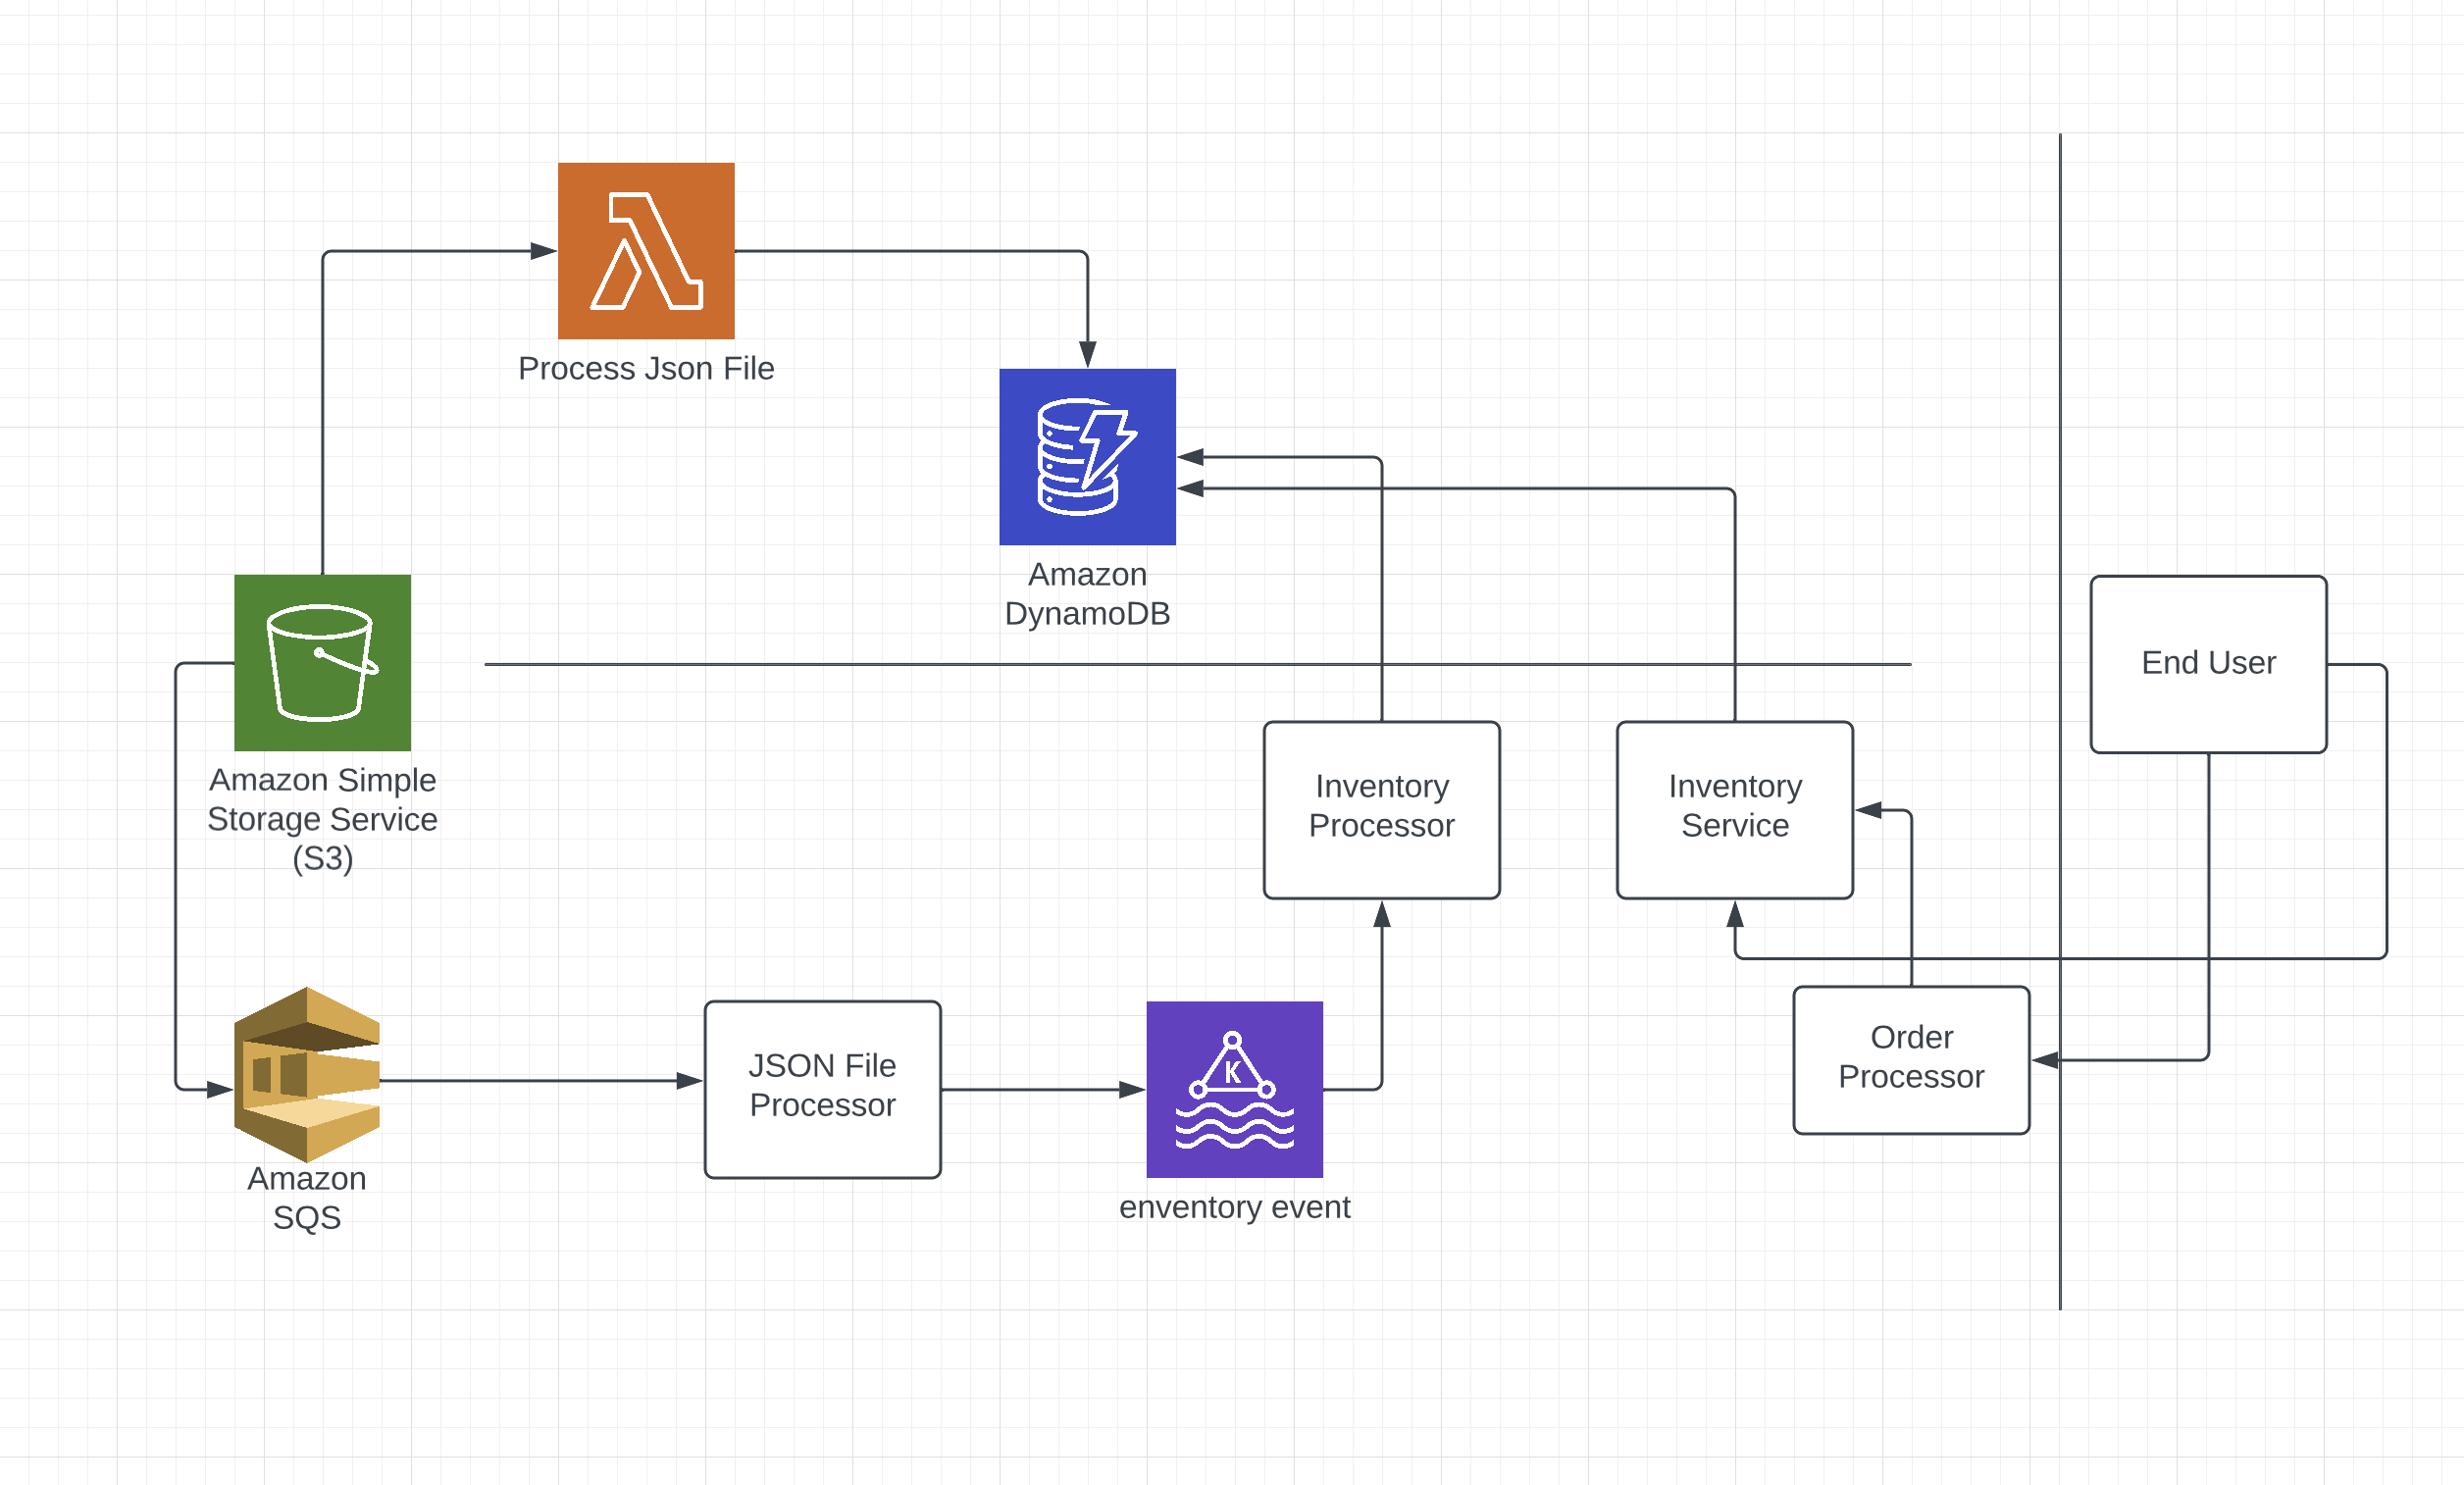 Process Json File
Amazon
DynamoDB
End User
Amazon Simple
Storage Service
(S3)
Inventory
Processor
Inventory
Service
Order
Processor
JSON File
Processor
K
Amazon
SQS
enventory event